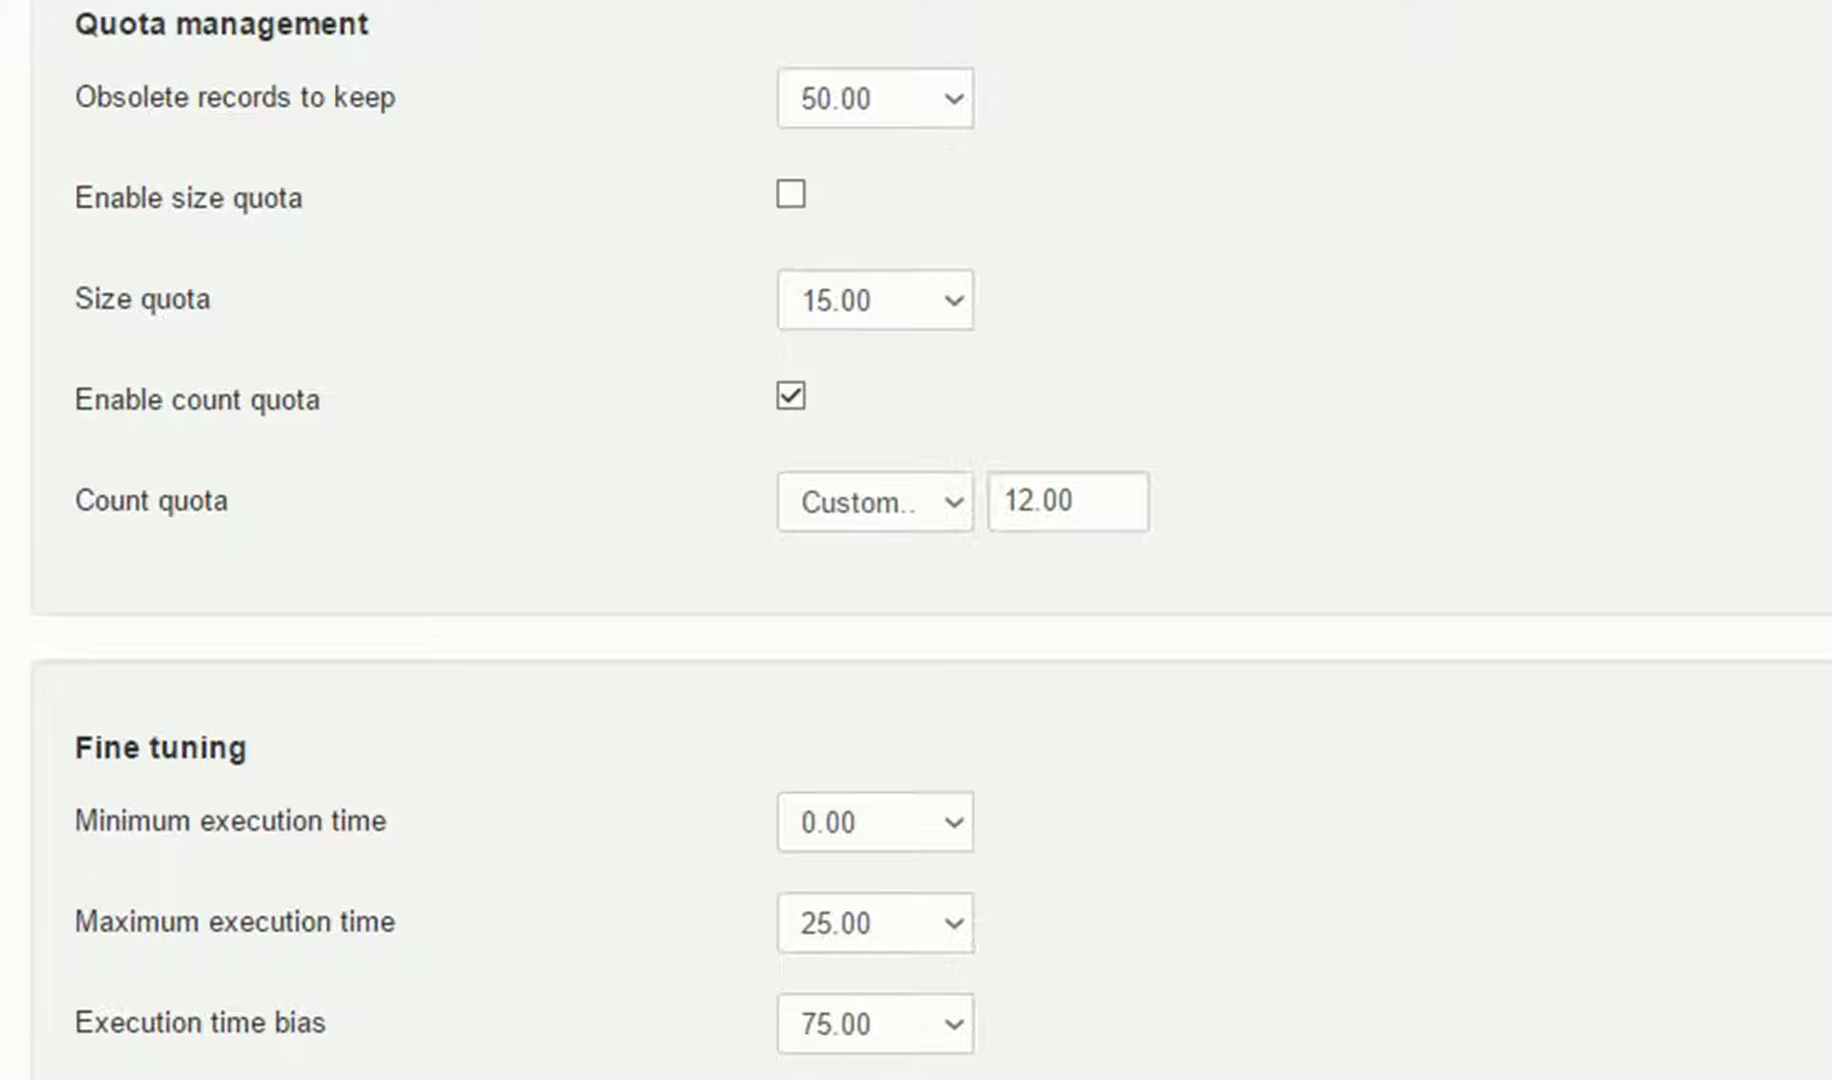 Quota management
Obsolete records to keep 50.00
Enable size quota
Size quota 15.00
Enable count quota
Count quota Custom.. 12.00
Fine tuning
Minimum execution time 0.00
Maximum execution time 25.00
Execution time bias 75.00